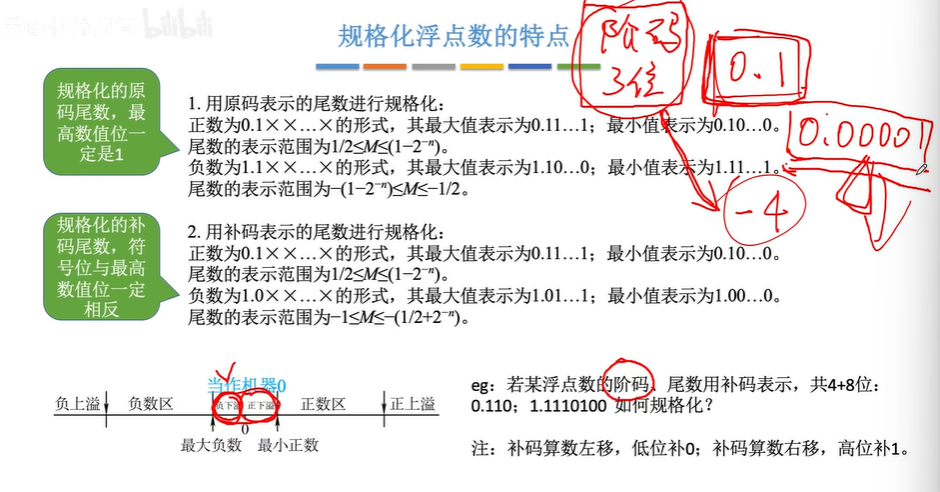 bilibili
规格化浮点数的特点
阶码
3位
0.1
0.00001
-4
规格化的原
码尾数，最
高数值位一
定是1
1. 用原码表示的尾数进行规格化：
正数为0.1××…×的形式，其最大值表示为0.11…1；最小值表示为0.10…0。
尾数的表示范围为1/2≤M≤(1−2⁻ⁿ)。
负数为1.1××…×的形式，其最大值表示为1.10…0；最小值表示为1.11…1。
尾数的表示范围为−(1−2⁻ⁿ)≤M≤−1/2。
规格化的补
码尾数，符
号位与最高
数值位一定
相反
2. 用补码表示的尾数进行规格化：
正数为0.1××…×的形式，其最大值表示为0.11…1；最小值表示为0.10…0。
尾数的表示范围为1/2≤M≤(1−2⁻ⁿ)。
负数为1.0××…×的形式，其最大值表示为1.01…1；最小值表示为1.00…0。
尾数的表示范围为−1≤M≤−(1/2+2⁻ⁿ)。
当作机器0
负上溢 负数区 负下溢 正下溢 正数区 正上溢
0
最大负数 最小正数
eg：若某浮点数的阶码、尾数用补码表示，共4+8位：
0.110；1.1110100 如何规格化？
注：补码算数左移，低位补0；补码算数右移，高位补1。